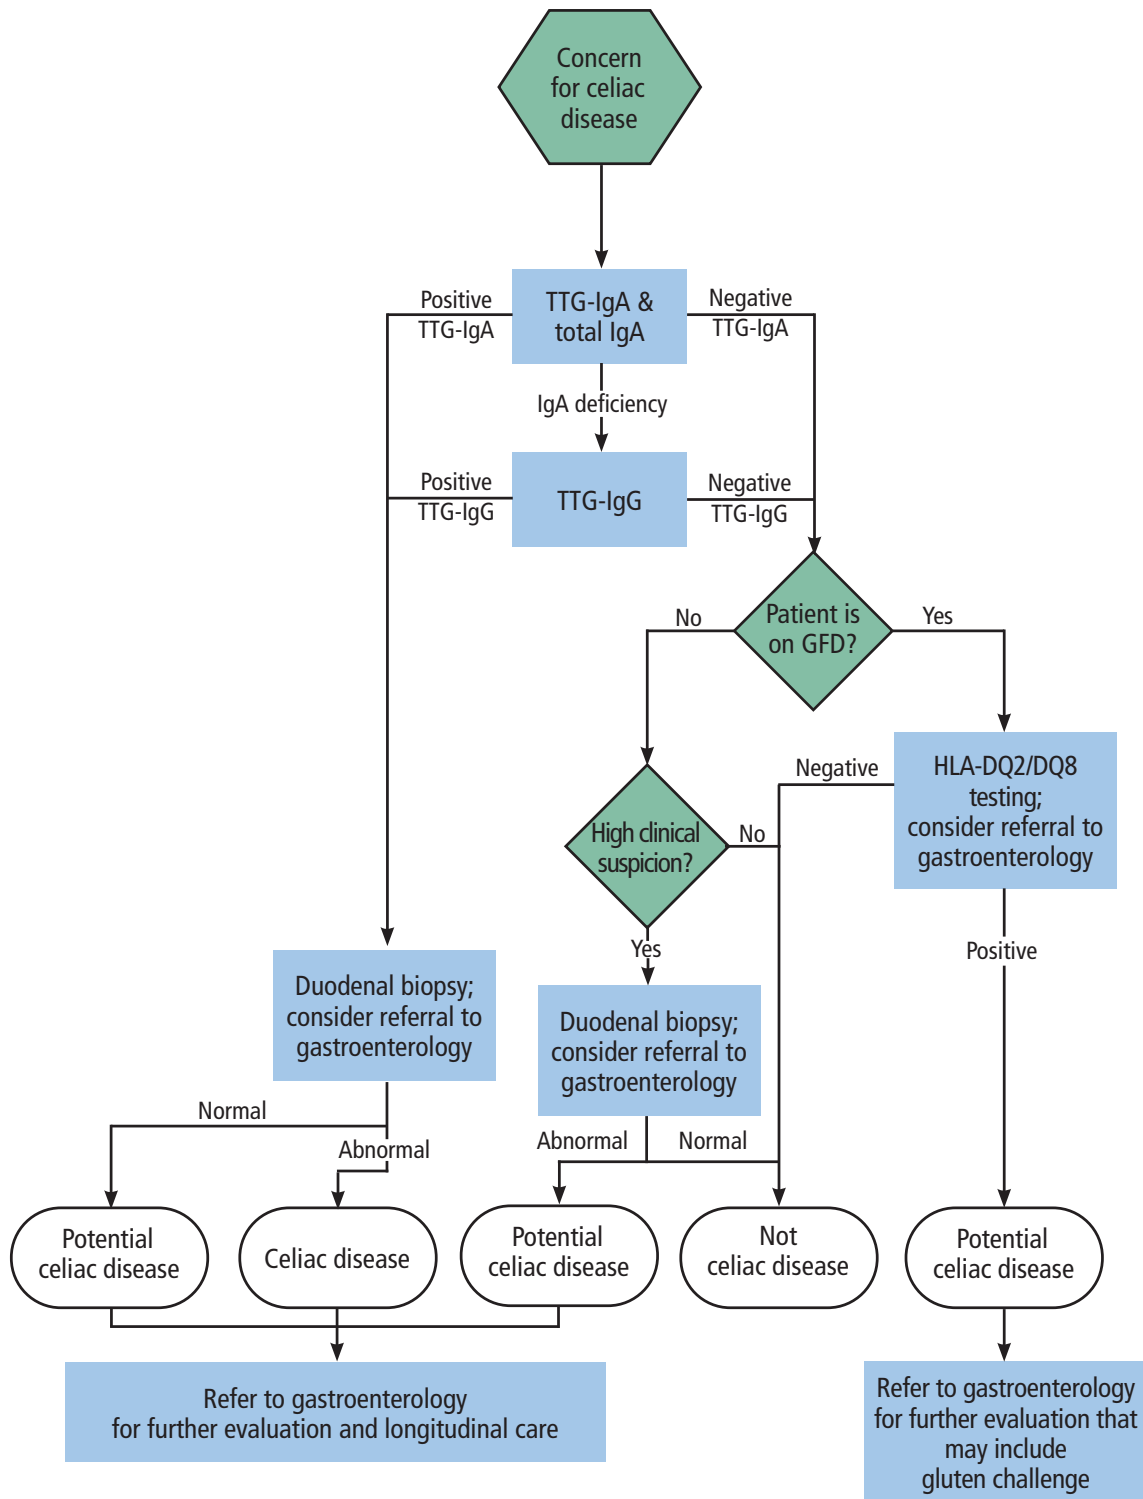 Concern
for celiac
disease
Positive
TTG-IgA
TTG-IgA &
total IgA
Negative
TTG-IgA
IgA deficiency
Positive
TTG-IgG
TTG-IgG
Negative
TTG-IgG
Patient is
on GFD?
No
Yes
HLA-DQ2/DQ8
testing;
consider referral to
gastroenterology
Negative
High clinical
suspicion?
No
Yes
Positive
Duodenal biopsy;
consider referral to
gastroenterology
Duodenal biopsy;
consider referral to
gastroenterology
Normal
Abnormal
Abnormal
Normal
Potential
celiac disease
Celiac disease
Potential
celiac disease
Not
celiac disease
Potential
celiac disease
Refer to gastroenterology
for further evaluation and longitudinal care
Refer to gastroenterology
for further evaluation that
may include
gluten challenge